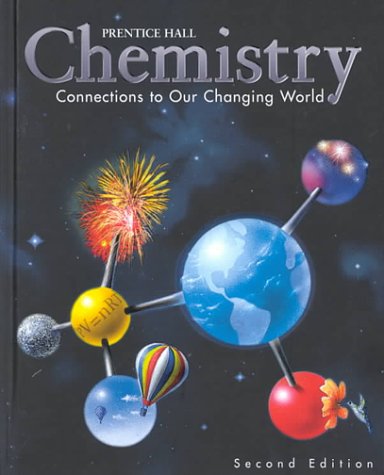 PRENTICE HALL
Chemistry
Connections to Our Changing World
PV=nRT
Second Edition